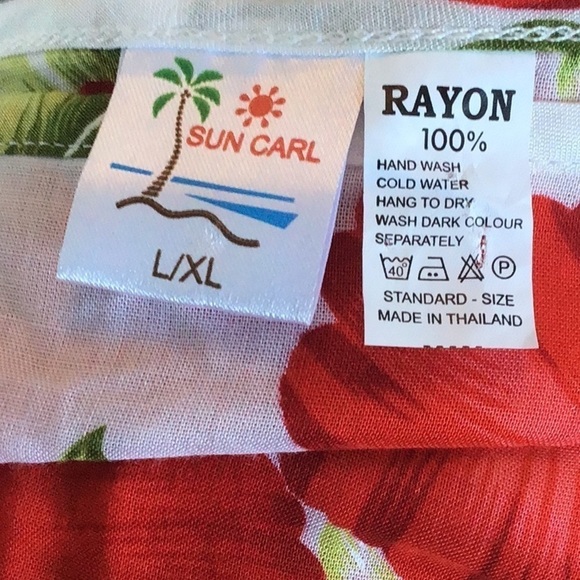 SUN CARL
L/XL
RAYON
100%
HAND WASH
COLD WATER
HANG TO DRY
WASH DARK COLOUR
SEPARATELY
40 P
STANDARD - SIZE
MADE IN THAILAND